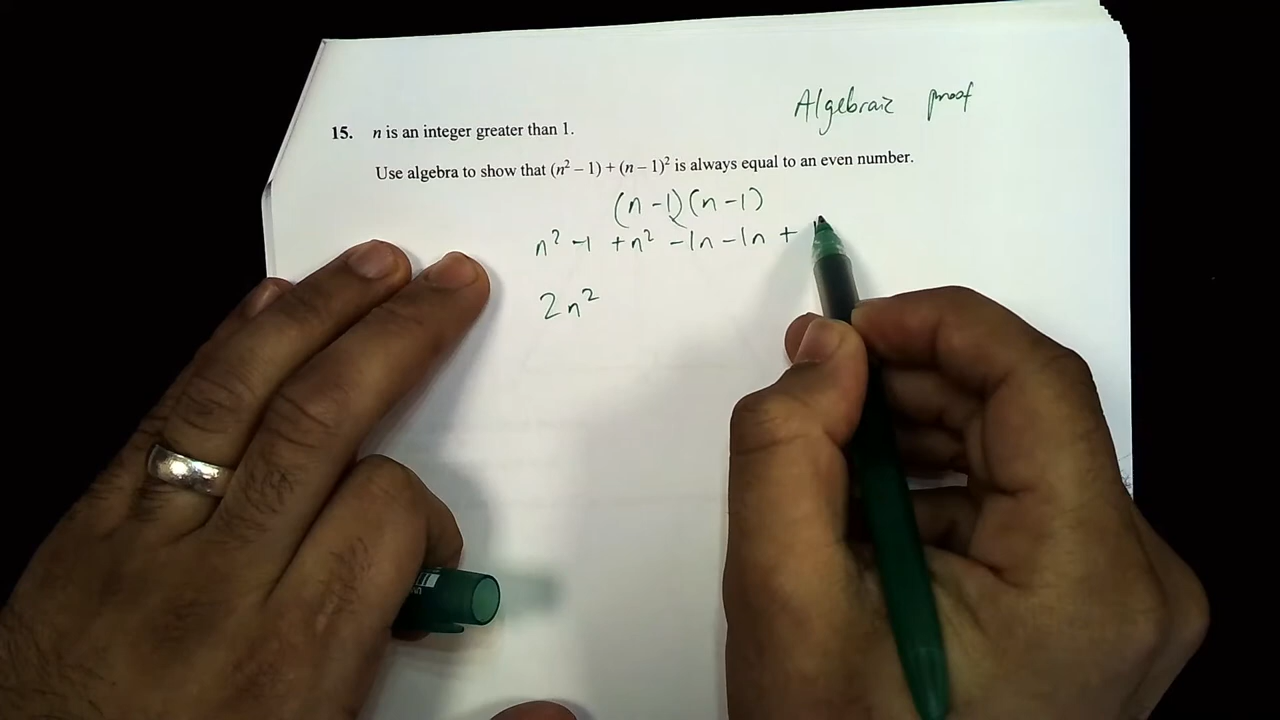 Algebraic proof
15. n is an integer greater than 1.
Use algebra to show that (n² – 1) + (n – 1)² is always equal to an even number.
(n -1)(n -1)
n² -1 +n² -1n -1n +
2n²